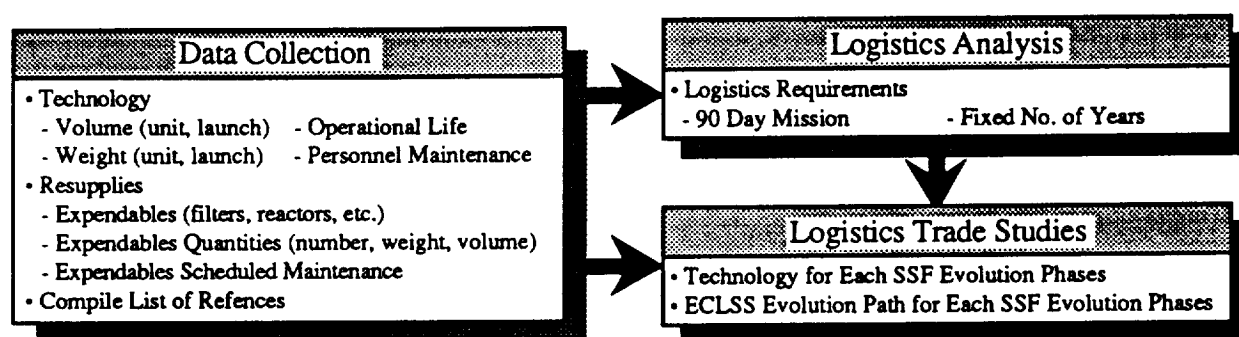 Data Collection
• Technology
- Volume (unit, launch) - Operational Life
- Weight (unit, launch) - Personnel Maintenance
• Resupplies
- Expendables (filters, reactors, etc.)
- Expendables Quantities (number, weight, volume)
- Expendables Scheduled Maintenance
• Compile List of Refences
Logistics Analysis
• Logistics Requirements
- 90 Day Mission - Fixed No. of Years
Logistics Trade Studies
• Technology for Each SSF Evolution Phases
• ECLSS Evolution Path for Each SSF Evolution Phases